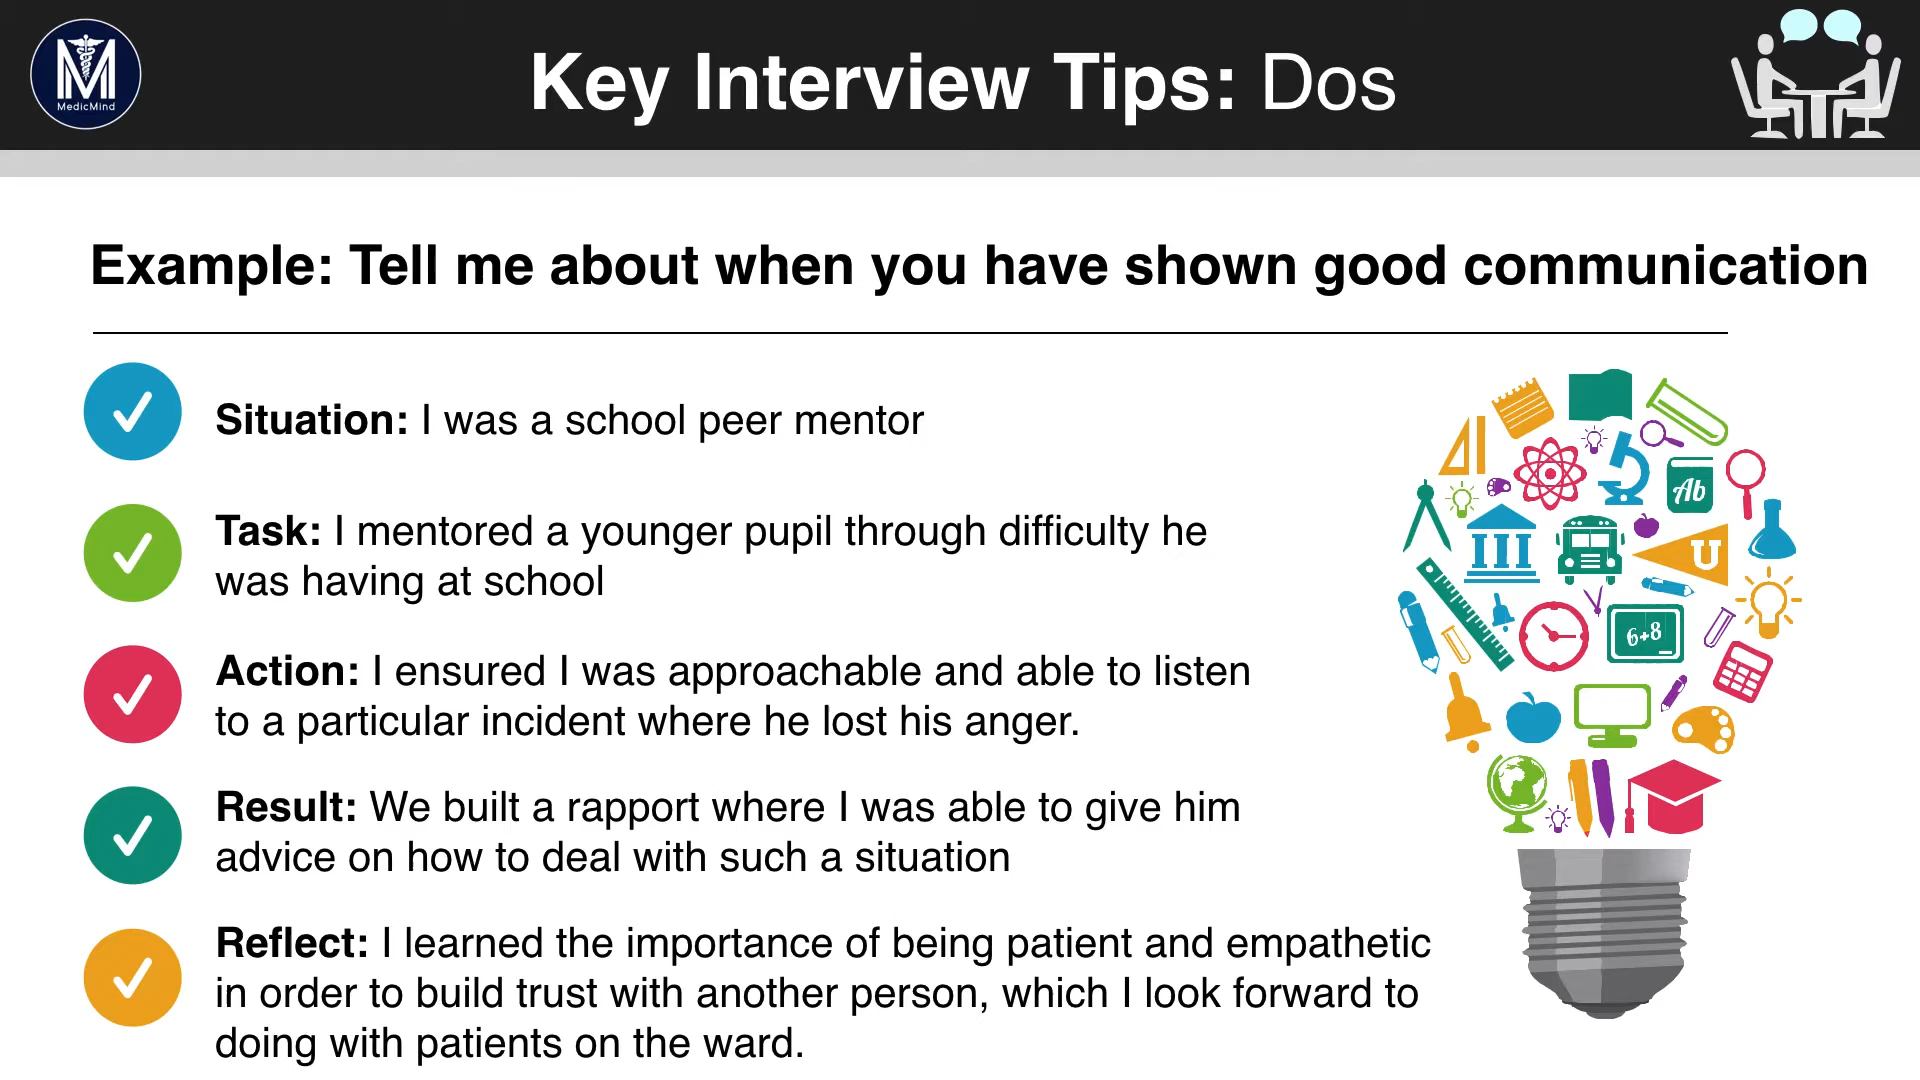 MedicMind
Key Interview Tips: Dos
Example: Tell me about when you have shown good communication
Situation: I was a school peer mentor
Task: I mentored a younger pupil through difficulty he
was having at school
Action: I ensured I was approachable and able to listen
to a particular incident where he lost his anger.
Result: We built a rapport where I was able to give him
advice on how to deal with such a situation
Reflect: I learned the importance of being patient and empathetic
in order to build trust with another person, which I look forward to
doing with patients on the ward.
Ab
U
6+8